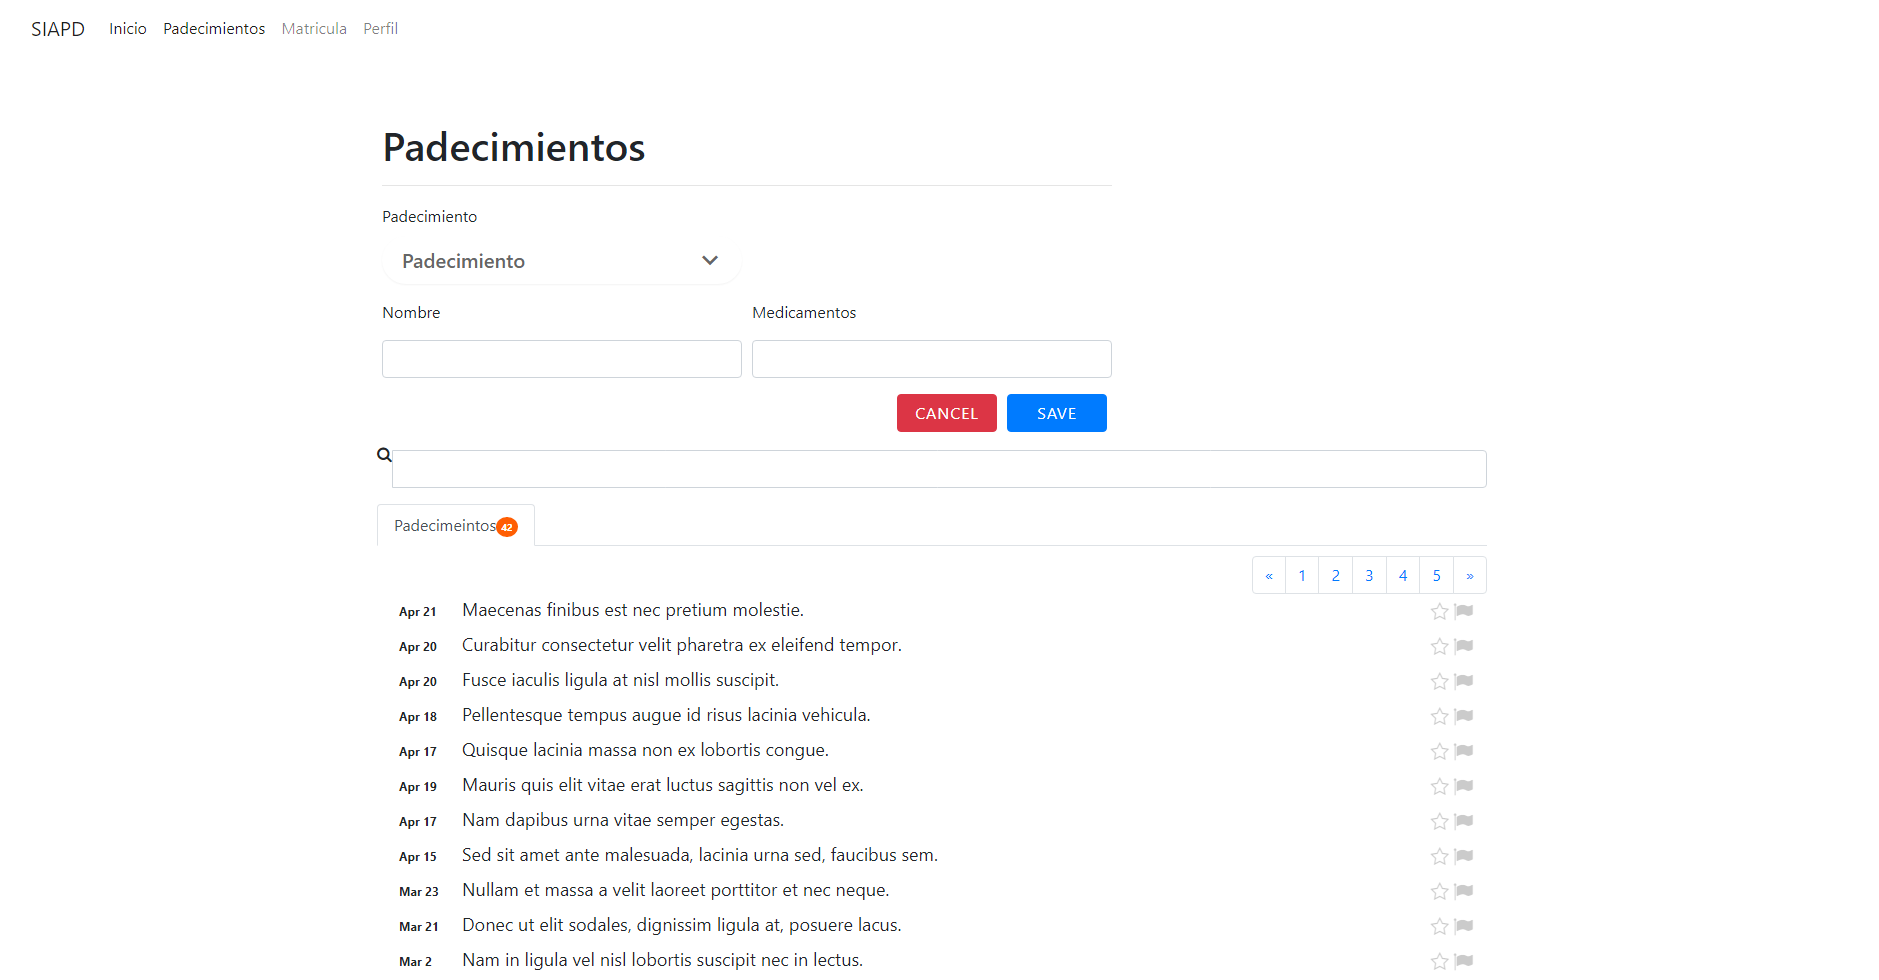 SIAPD Inicio Padecimientos Matricula Perfil
Padecimientos
Padecimiento
Padecimiento
Nombre Medicamentos
CANCEL SAVE
Padecimeintos 42
« 1 2 3 4 5 »
Apr 21 Maecenas finibus est nec pretium molestie.
Apr 20 Curabitur consectetur velit pharetra ex eleifend tempor.
Apr 20 Fusce iaculis ligula at nisl mollis suscipit.
Apr 18 Pellentesque tempus augue id risus lacinia vehicula.
Apr 17 Quisque lacinia massa non ex lobortis congue.
Apr 19 Mauris quis elit vitae erat luctus sagittis non vel ex.
Apr 17 Nam dapibus urna vitae semper egestas.
Apr 15 Sed sit amet ante malesuada, lacinia urna sed, faucibus sem.
Mar 23 Nullam et massa a velit laoreet porttitor et nec neque.
Mar 21 Donec ut elit sodales, dignissim ligula at, posuere lacus.
Mar 2 Nam in ligula vel nisl lobortis suscipit nec in lectus.